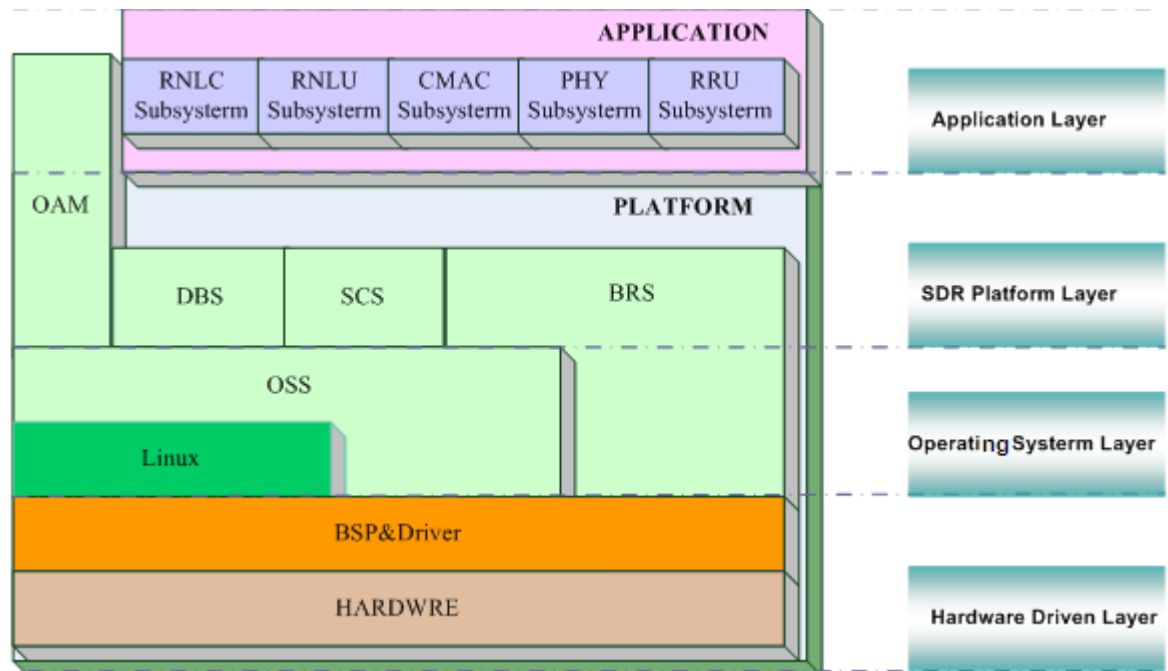 APPLICATION
RNLC
Subsysterm
RNLU
Subsysterm
CMAC
Subsysterm
PHY
Subsysterm
RRU
Subsysterm
Application Layer
OAM
PLATFORM
DBS
SCS
BRS
SDR Platform Layer
OSS
Linux
Operating Systerm Layer
BSP&Driver
HARDWRE
Hardware Driven Layer